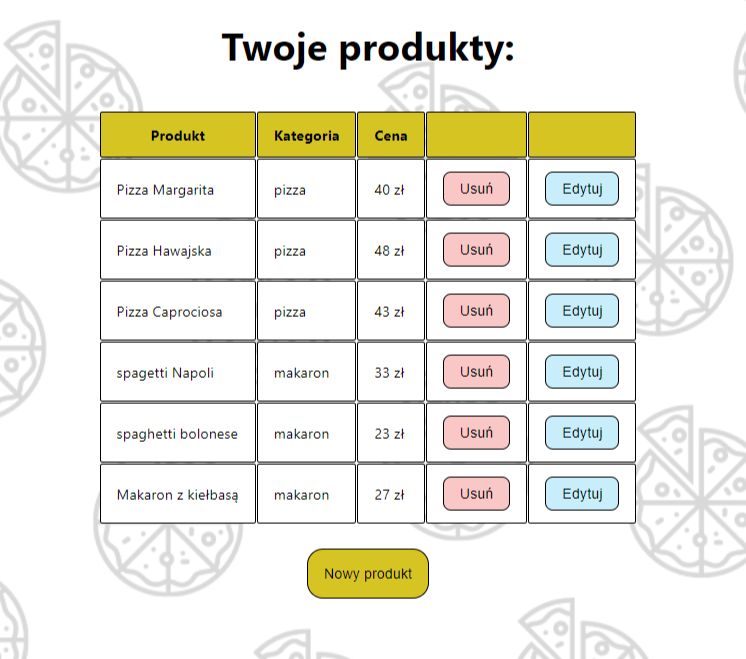 Twoje produkty:
Produkt Kategoria Cena
Pizza Margarita pizza 40 zł Usuń Edytuj
Pizza Hawajska pizza 48 zł Usuń Edytuj
Pizza Caprociosa pizza 43 zł Usuń Edytuj
spagetti Napoli makaron 33 zł Usuń Edytuj
spaghetti bolonese makaron 23 zł Usuń Edytuj
Makaron z kiełbasą makaron 27 zł Usuń Edytuj
Nowy produkt